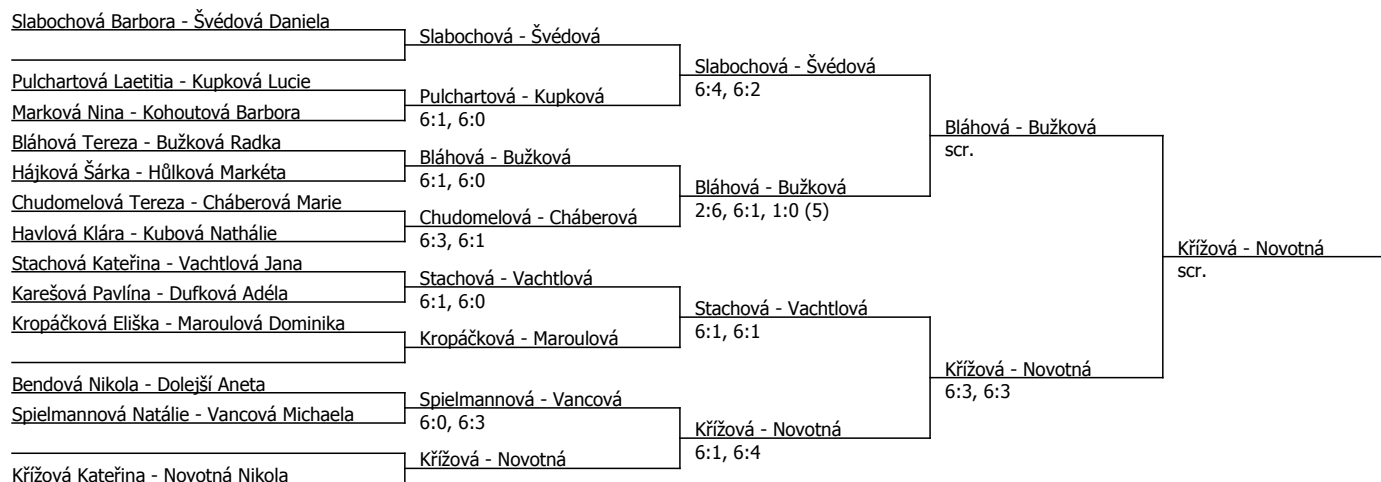 Slabochová Barbora - Švédová Daniela
Pulchartová Laetitia - Kupková Lucie
Marková Nina - Kohoutová Barbora
Bláhová Tereza - Bužková Radka
Hájková Šárka - Hůlková Markéta
Chudomelová Tereza - Cháberová Marie
Havlová Klára - Kubová Nathálie
Stachová Kateřina - Vachtlová Jana
Karešová Pavlína - Dufková Adéla
Kropáčková Eliška - Maroulová Dominika
Bendová Nikola - Dolejší Aneta
Spielmannová Natálie - Vancová Michaela
Křížová Kateřina - Novotná Nikola
Slabochová - Švédová
Pulchartová - Kupková
6:1, 6:0
Bláhová - Bužková
6:1, 6:0
Chudomelová - Cháberová
6:3, 6:1
Stachová - Vachtlová
6:1, 6:0
Kropáčková - Maroulová
Spielmannová - Vancová
6:0, 6:3
Křížová - Novotná
Slabochová - Švédová
6:4, 6:2
Bláhová - Bužková
2:6, 6:1, 1:0 (5)
Stachová - Vachtlová
6:1, 6:1
Křížová - Novotná
6:1, 6:4
Bláhová - Bužková
scr.
Křížová - Novotná
6:3, 6:3
Křížová - Novotná
scr.